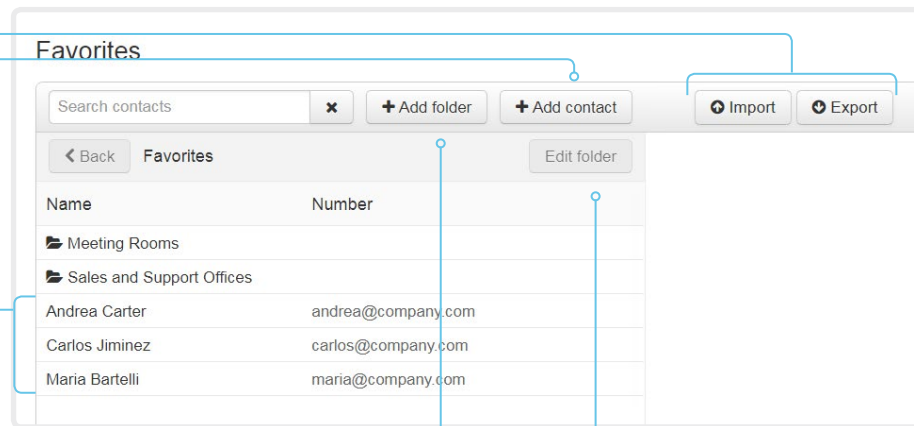 Favorites
Search contacts Add folder Add contact Import Export
Back Favorites Edit folder
Name Number
Meeting Rooms
Sales and Support Offices
Andrea Carter andrea@company.com
Carlos Jiminez carlos@company.com
Maria Bartelli maria@company.com